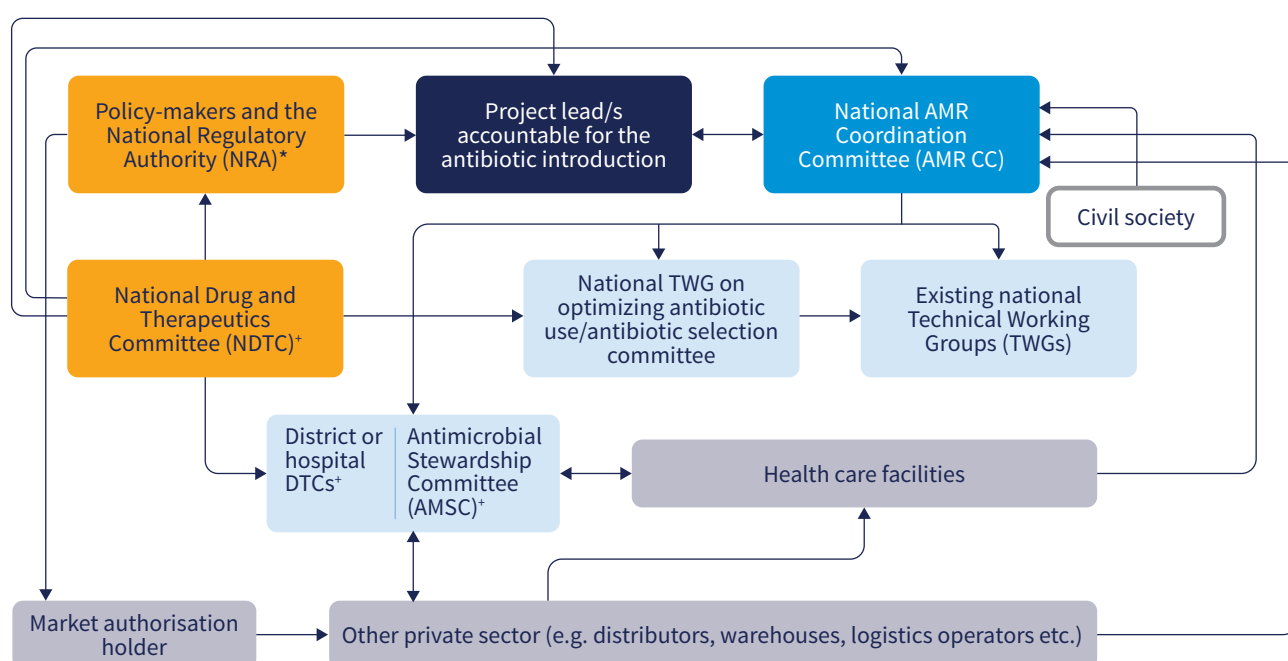 Policy-makers and the
National Regulatory
Authority (NRA)*
Project lead/s
accountable for the
antibiotic introduction
National AMR
Coordination
Committee (AMR CC)
Civil society
National Drug and
Therapeutics
Committee (NDTC)⁺
National TWG on
optimizing antibiotic
use/antibiotic selection
committee
Existing national
Technical Working
Groups (TWGs)
District or
hospital
DTCs⁺
Antimicrobial
Stewardship
Committee
(AMSC)⁺
Health care facilities
Market authorisation
holder
Other private sector (e.g. distributors, warehouses, logistics operators etc.)